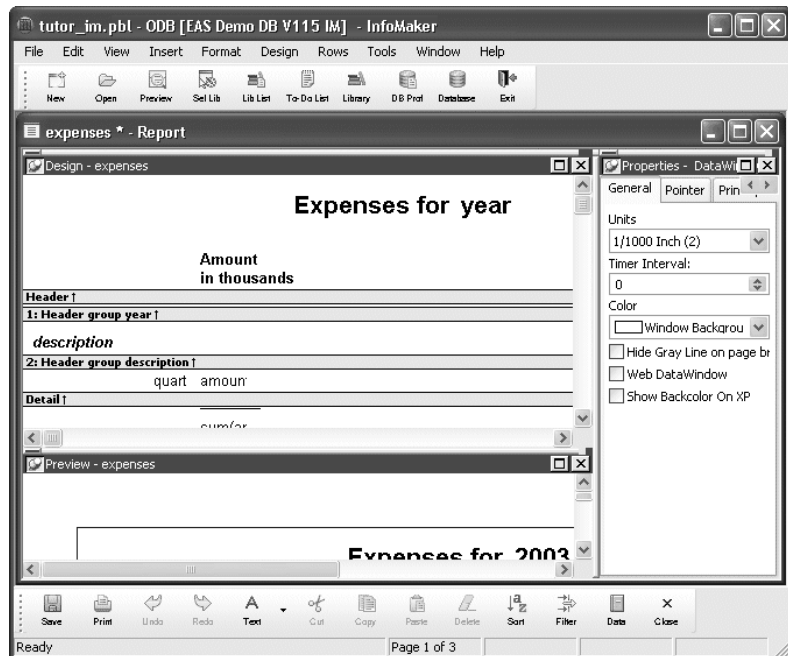 tutor_im.pbl - ODB [EAS Demo DB V115 IM] - InfoMaker
File Edit View Insert Format Design Rows Tools Window Help
New Open Preview Sel Lib Lib List To-Do List Library DB Prof Database Exit
expenses * - Report
Design - expenses
Expenses for year
Amount
in thousands
Header ↑
1: Header group year ↑
description
2: Header group description ↑
quart amoun
Detail ↑
Preview - expenses
Expenses for 2003
Properties - DataWi
General Pointer Prin
Units
1/1000 Inch (2)
Timer Interval:
0
Color
Window Backgrou
Hide Gray Line on page br
Web DataWindow
Show Backcolor On XP
Save Print Undo Redo Text Cut Copy Paste Delete Sort Filter Data Close
Ready Page 1 of 3